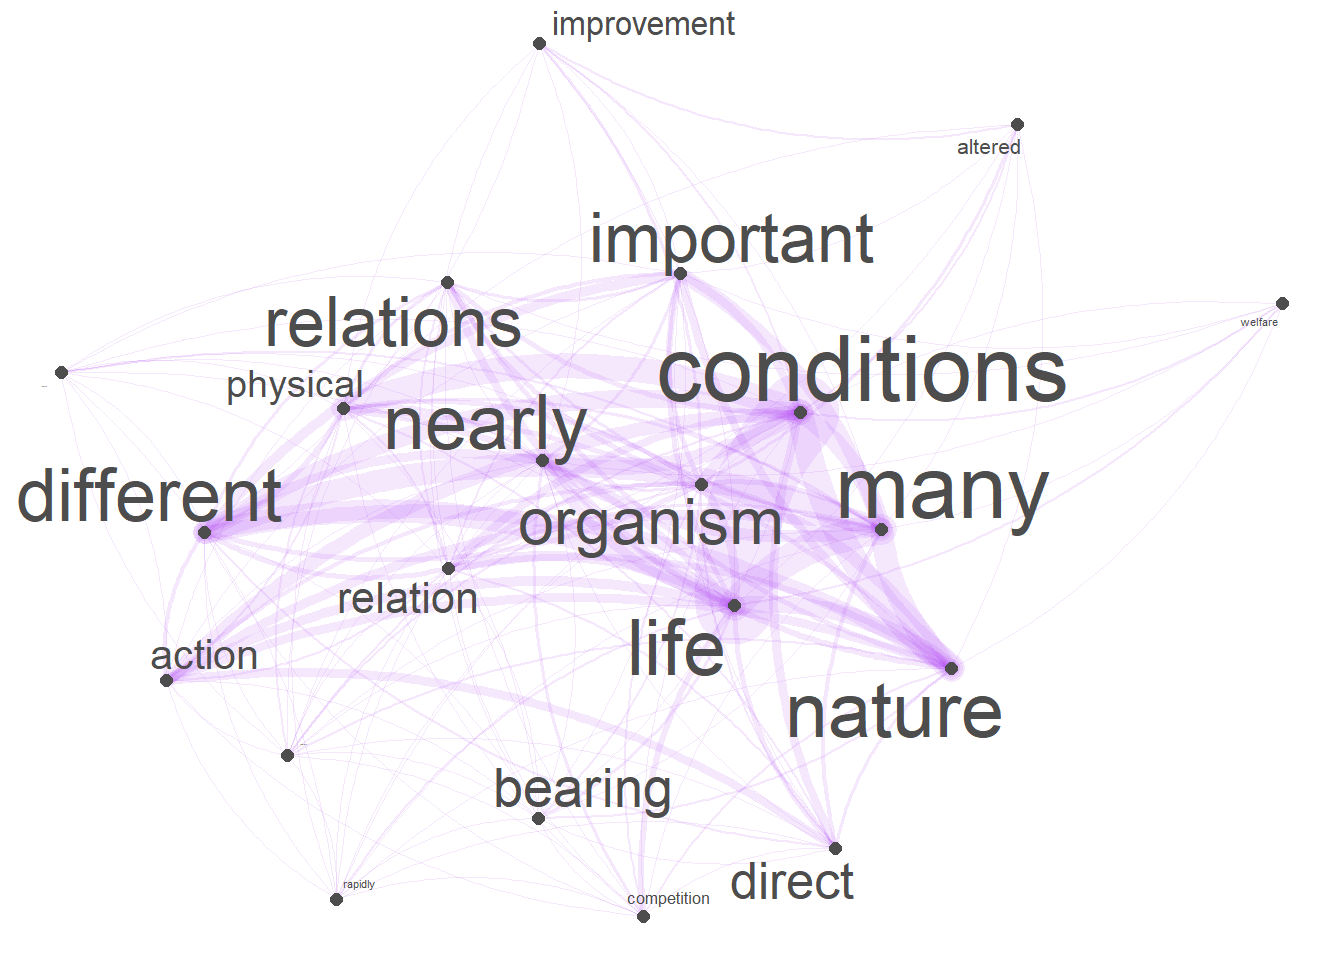 improvement
altered
important
relations
welfare
conditions
physical
nearly
different
many
organism
relation
life
action
nature
bearing
direct
rapidly
competition